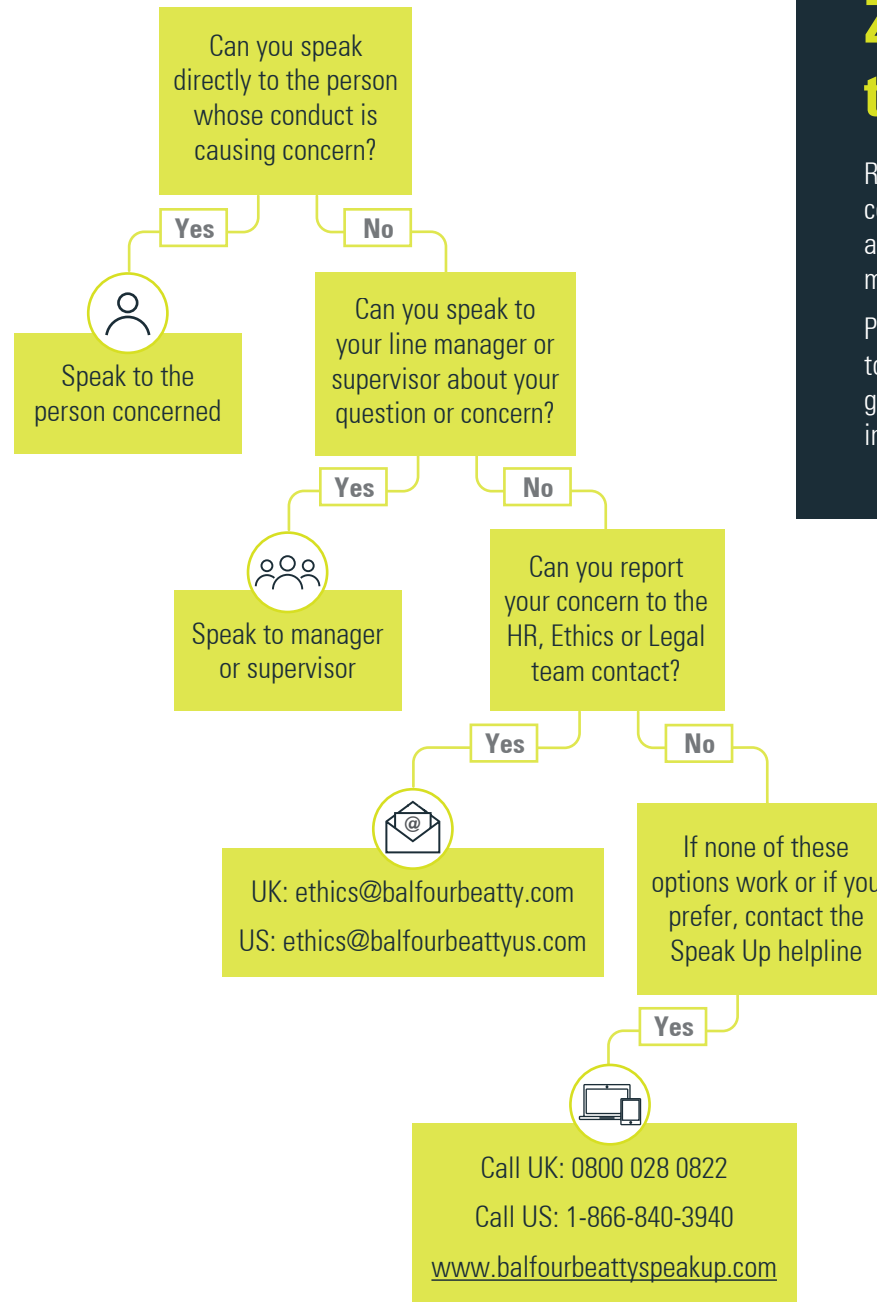 Can you speak
directly to the person
whose conduct is
causing concern?
Yes
No
Speak to the
person concerned
Can you speak to
your line manager or
supervisor about your
question or concern?
Yes
No
Speak to manager
or supervisor
Can you report
your concern to the
HR, Ethics or Legal
team contact?
Yes
No
@
UK: ethics@balfourbeatty.com
US: ethics@balfourbeattyus.com
If none of these
options work or if you
prefer, contact the
Speak Up helpline
Yes
Call UK: 0800 028 0822
Call US: 1-866-840-3940
www.balfourbeattyspeakup.com